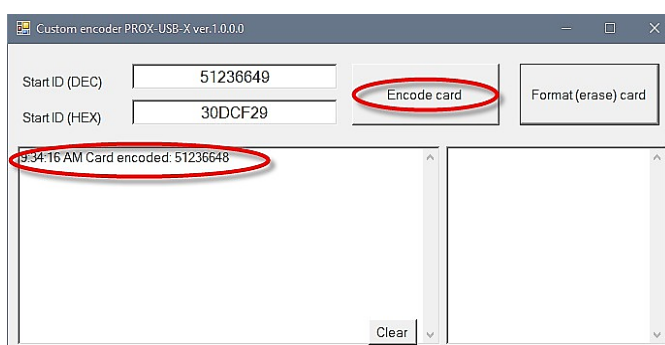 Custom encoder PROX-USB-X ver.1.0.0.0
Start ID (DEC) 51236649
Encode card
Format (erase) card
Start ID (HEX) 30DCF29
9:34:16 AM Card encoded: 51236648
Clear